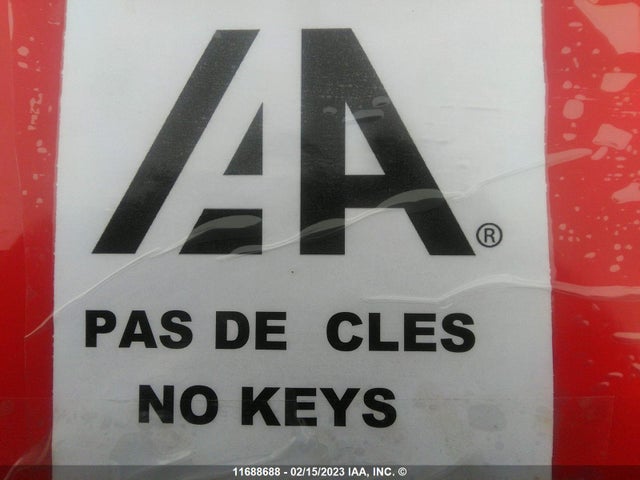 IAA®
PAS DE CLES
NO KEYS
11688688 - 02/15/2023 IAA, INC. ©